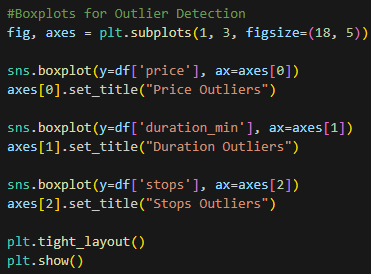 #Boxplots for Outlier Detection
fig, axes = plt.subplots(1, 3, figsize=(18, 5))
sns.boxplot(y=df['price'], ax=axes[0])
axes[0].set_title("Price Outliers")
sns.boxplot(y=df['duration_min'], ax=axes[1])
axes[1].set_title("Duration Outliers")
sns.boxplot(y=df['stops'], ax=axes[2])
axes[2].set_title("Stops Outliers")
plt.tight_layout()
plt.show()